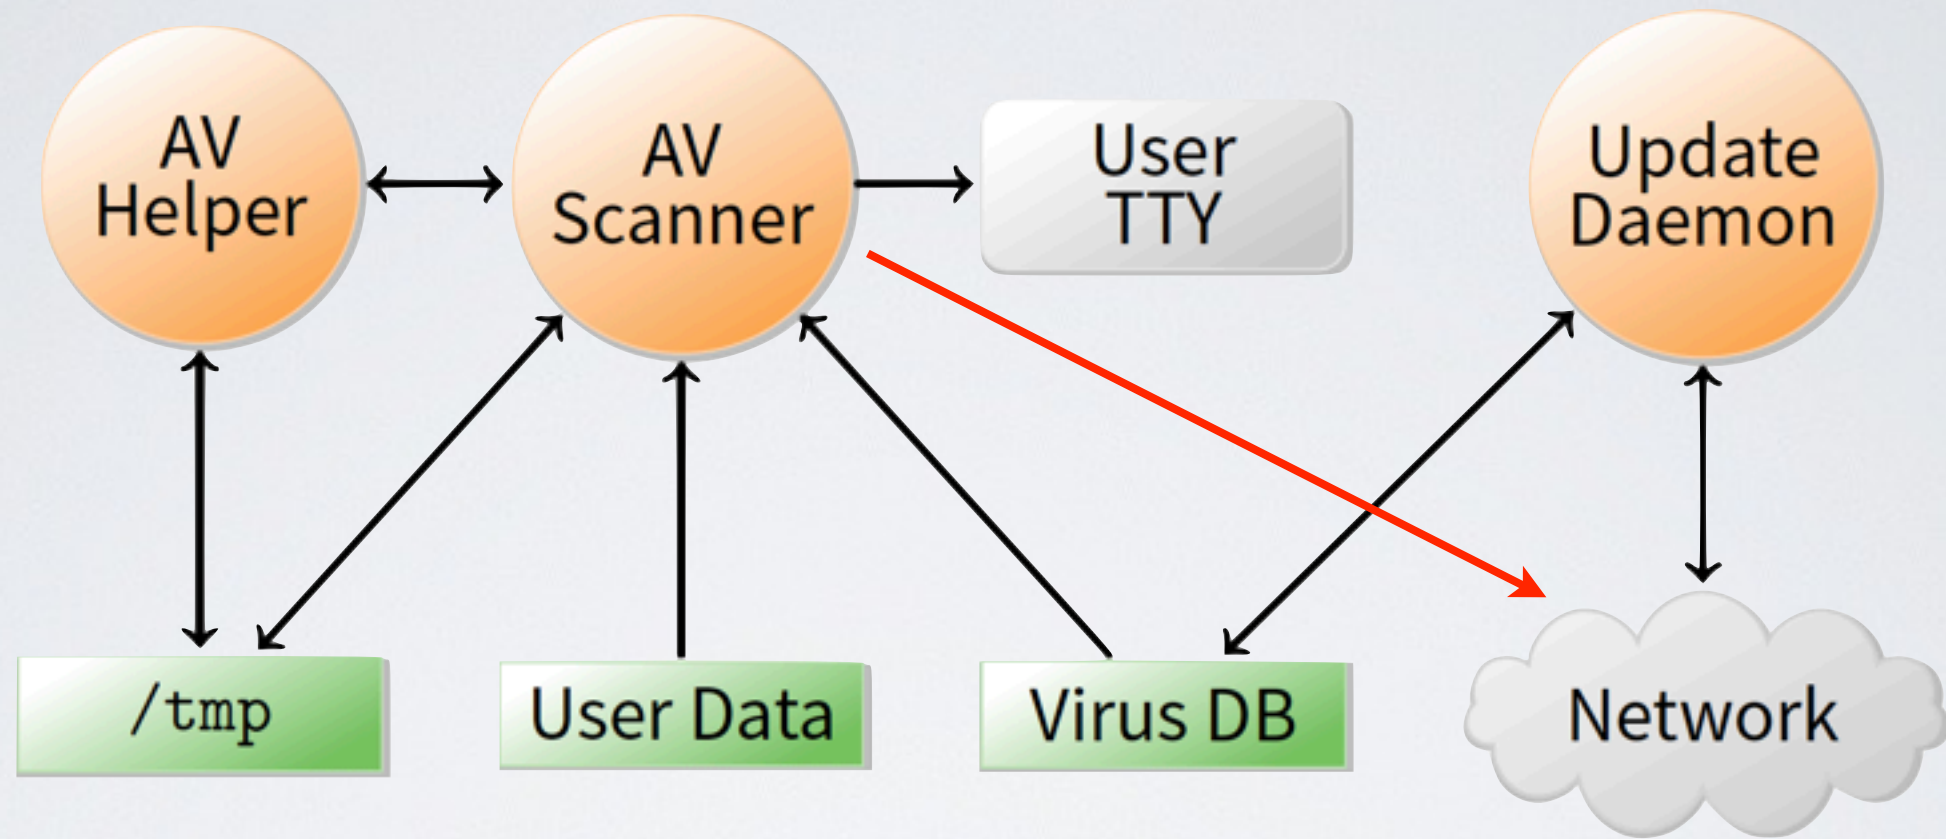 AV
Helper
AV
Scanner
User
TTY
Update
Daemon
/tmp
User Data
Virus DB
Network